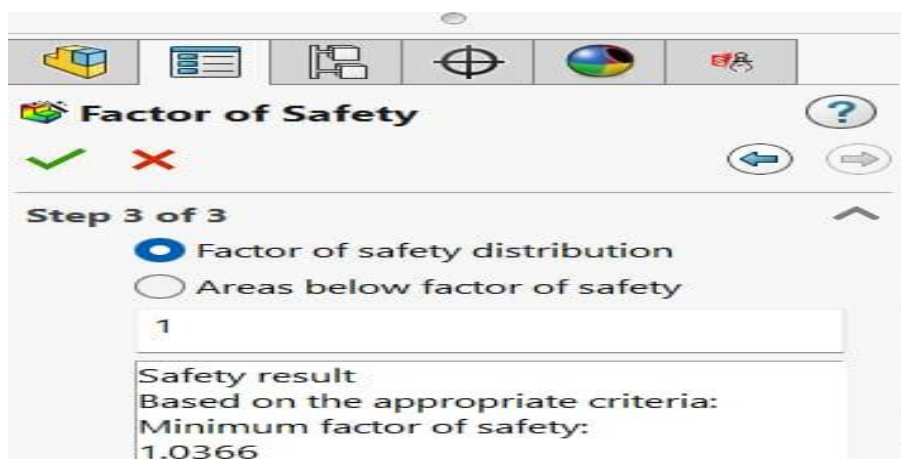 Factor of Safety
?
Step 3 of 3
Factor of safety distribution
Areas below factor of safety
1
Safety result
Based on the appropriate criteria:
Minimum factor of safety:
1.0366